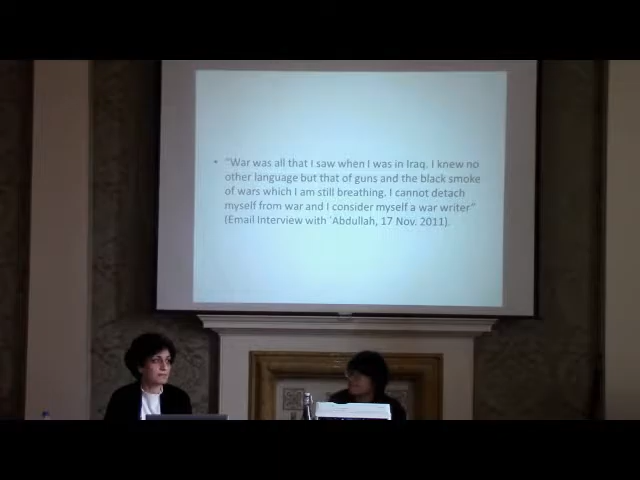 • “War was all that I saw when I was in Iraq. I knew no
other language but that of guns and the black smoke
of wars which I am still breathing. I cannot detach
myself from war and I consider myself a war writer”
(Email Interview with `Abdullah, 17 Nov. 2011).